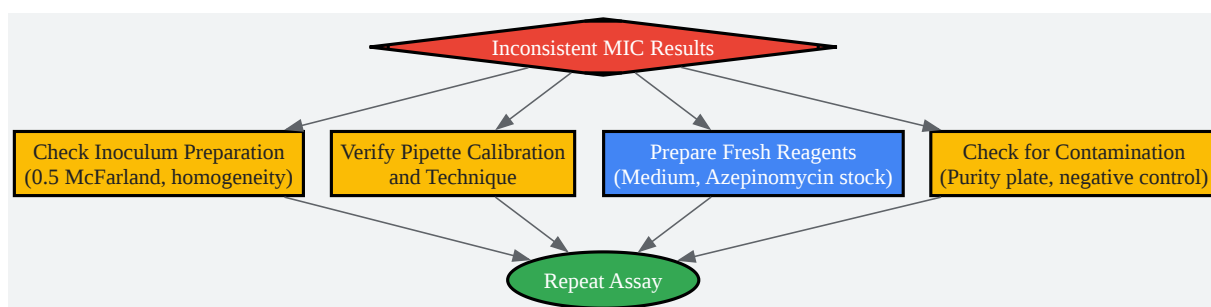 Inconsistent MIC Results
Check Inoculum Preparation
(0.5 McFarland, homogeneity)
Verify Pipette Calibration
and Technique
Prepare Fresh Reagents
(Medium, Azepinomycin stock)
Check for Contamination
(Purity plate, negative control)
Repeat Assay